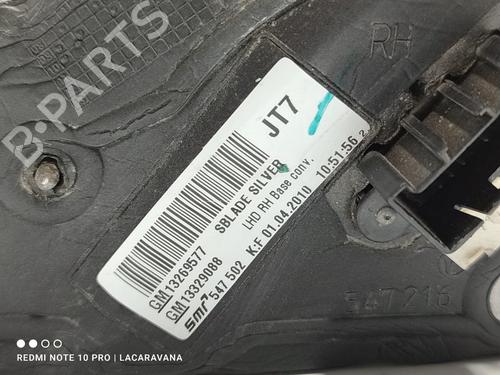 B-PARTS
RH
JT7
SBLADE SILVER
LHD RH Base conv.
GM13269577
GM13329088
smr 547 502 K:F 01.04.2010 10:51:56
547216
REDMI NOTE 10 PRO | LACARAVANA